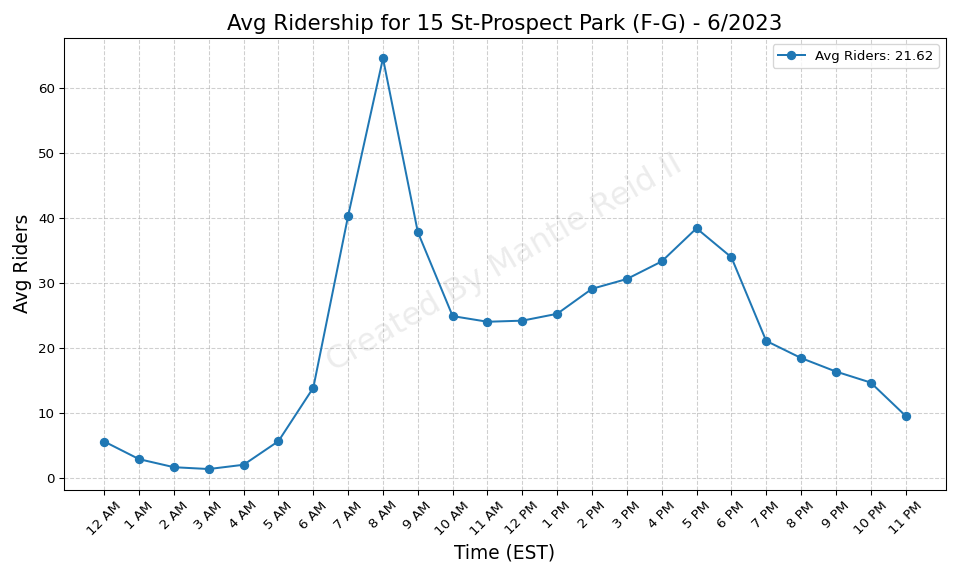 Avg Ridership for 15 St-Prospect Park (F-G) - 6/2023
Avg Riders: 21.62
60
50
40
30
20
10
0
Avg Riders
Created By Mantie Reid II
12 AM
1 AM
2 AM
3 AM
4 AM
5 AM
6 AM
7 AM
8 AM
9 AM
10 AM
11 AM
12 PM
1 PM
2 PM
3 PM
4 PM
5 PM
6 PM
7 PM
8 PM
9 PM
10 PM
11 PM
Time (EST)